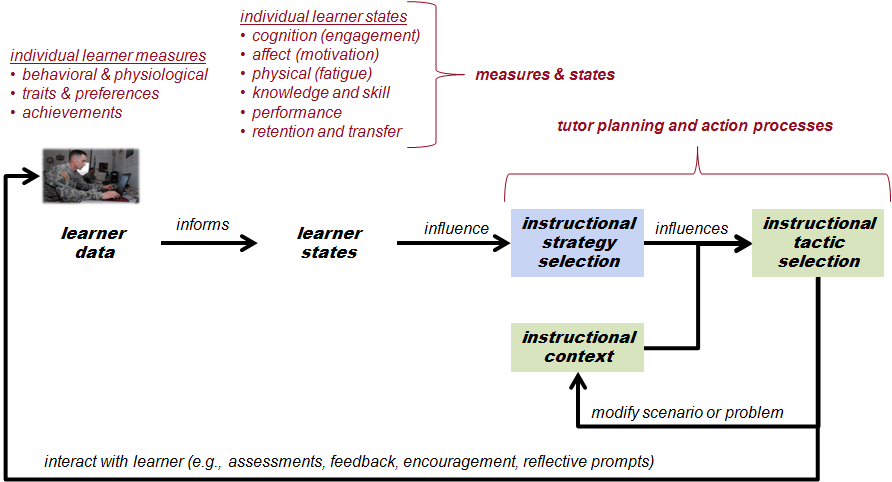 individual learner measures
• behavioral & physiological
• traits & preferences
• achievements
individual learner states
• cognition (engagement)
• affect (motivation)
• physical (fatigue)
• knowledge and skill
• performance
• retention and transfer
measures & states
tutor planning and action processes
learner
data
informs
learner
states
influence
instructional
strategy
selection
influences
instructional
tactic
selection
instructional
context
modify scenario or problem
interact with learner (e.g., assessments, feedback, encouragement, reflective prompts)